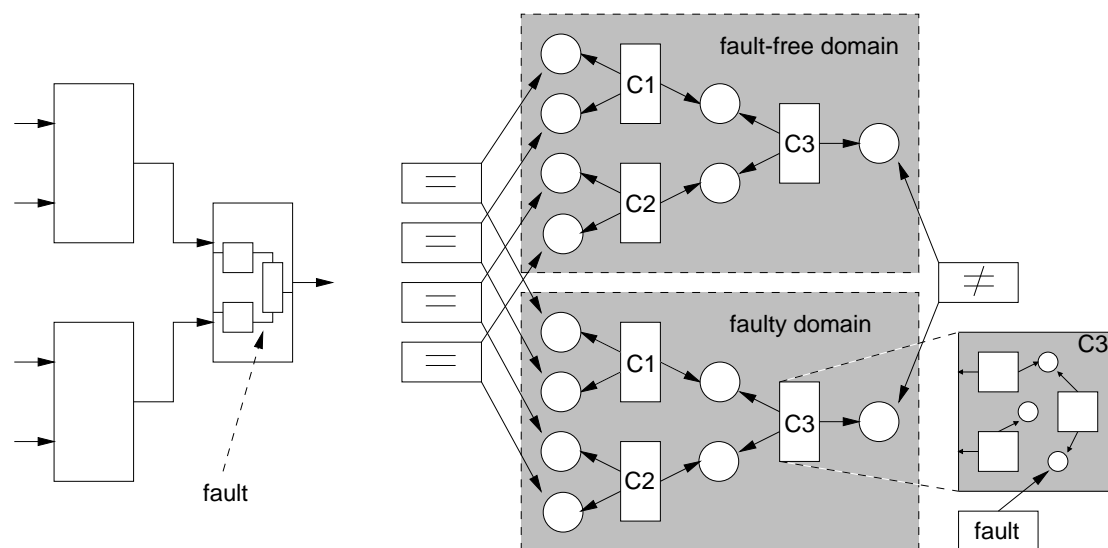 fault-free domain
C1
C3
C2
=
=
=
=
≠
faulty domain
C1
C3
C2
C3
fault
fault